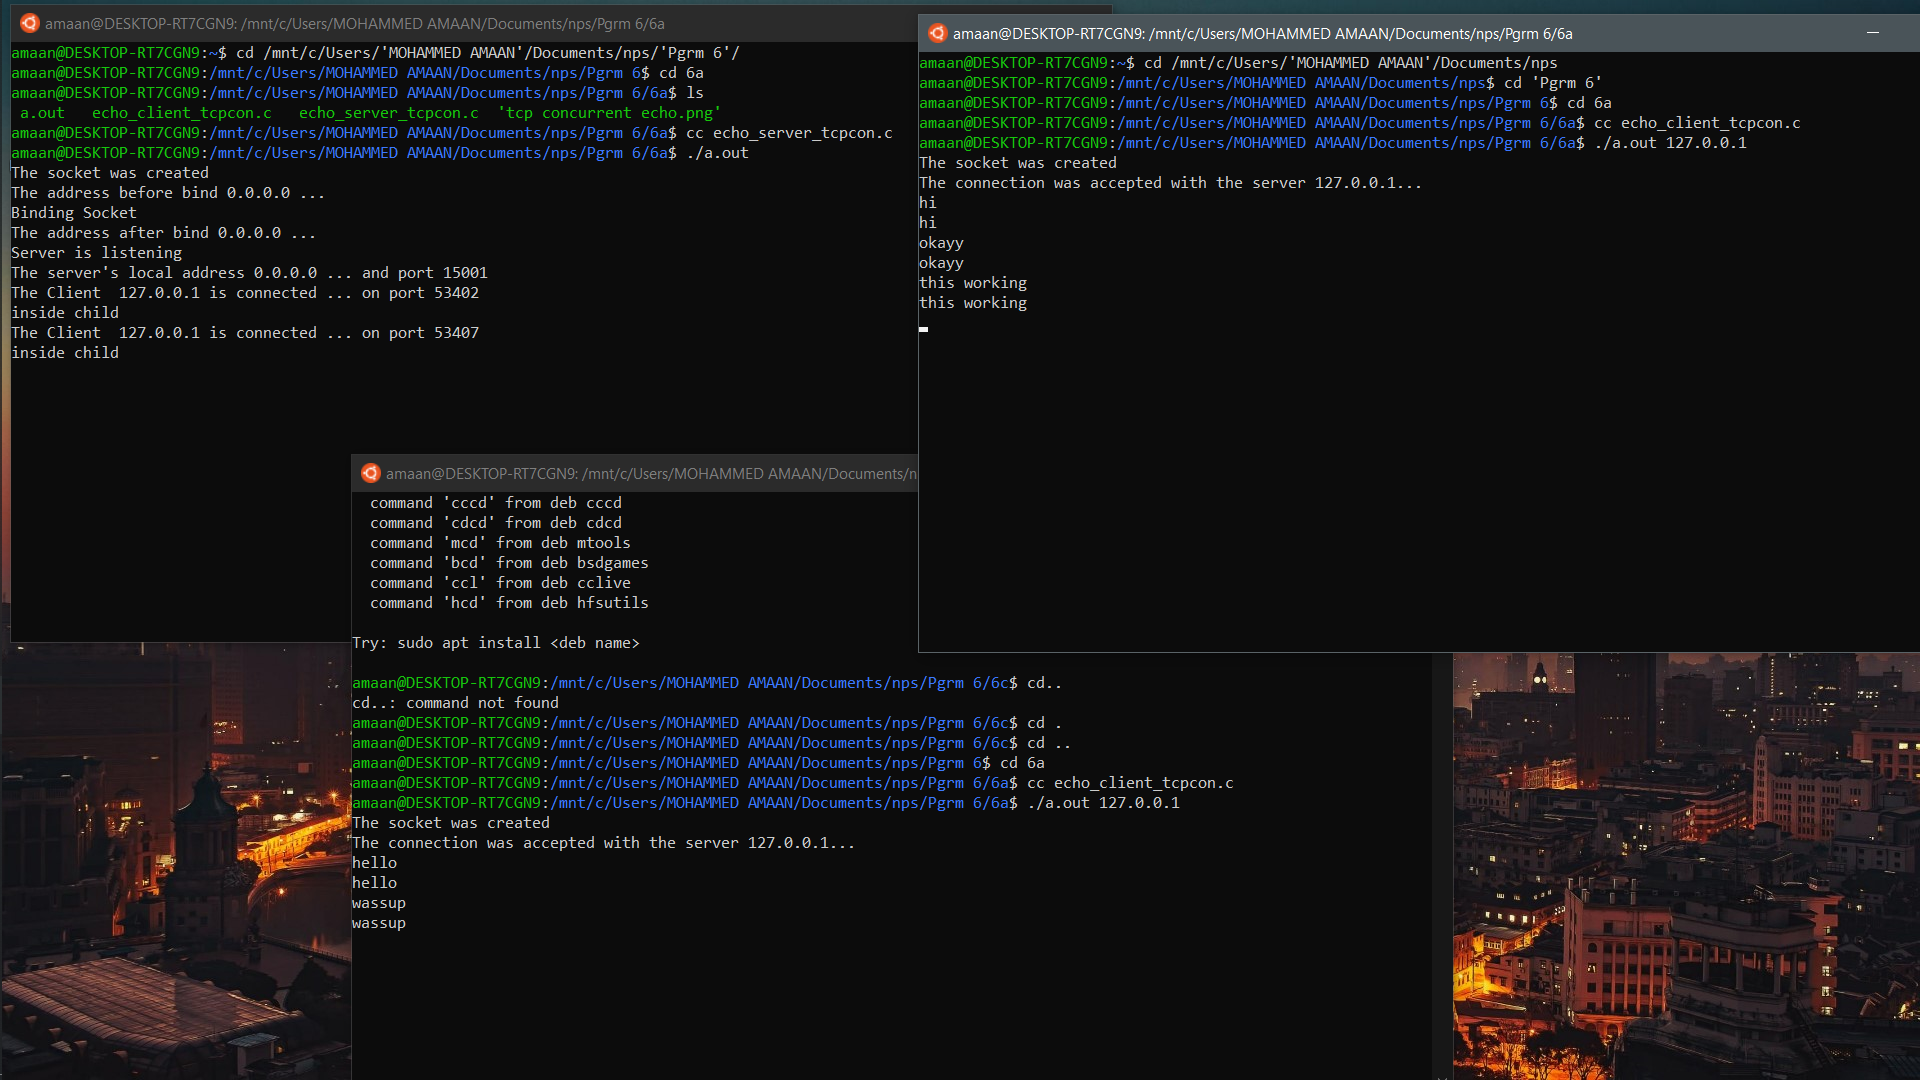 amaan@DESKTOP-RT7CGN9: /mnt/c/Users/MOHAMMED AMAAN/Documents/nps/Pgrm 6/6a
amaan@DESKTOP-RT7CGN9:~$ cd /mnt/c/Users/'MOHAMMED AMAAN'/Documents/nps/'Pgrm 6'/
amaan@DESKTOP-RT7CGN9:/mnt/c/Users/MOHAMMED AMAAN/Documents/nps/Pgrm 6$ cd 6a
amaan@DESKTOP-RT7CGN9:/mnt/c/Users/MOHAMMED AMAAN/Documents/nps/Pgrm 6/6a$ ls
a.out   echo_client_tcpcon.c   echo_server_tcpcon.c  'tcp concurrent echo.png'
amaan@DESKTOP-RT7CGN9:/mnt/c/Users/MOHAMMED AMAAN/Documents/nps/Pgrm 6/6a$ cc echo_server_tcpcon.c
amaan@DESKTOP-RT7CGN9:/mnt/c/Users/MOHAMMED AMAAN/Documents/nps/Pgrm 6/6a$ ./a.out
The socket was created
The address before bind 0.0.0.0 ...
Binding Socket
The address after bind 0.0.0.0 ...
Server is listening
The server's local address 0.0.0.0 ... and port 15001
The Client  127.0.0.1 is connected ... on port 53402
inside child
The Client  127.0.0.1 is connected ... on port 53407
inside child
amaan@DESKTOP-RT7CGN9: /mnt/c/Users/MOHAMMED AMAAN/Documents/nps/Pgrm 6/6a
amaan@DESKTOP-RT7CGN9:~$ cd /mnt/c/Users/'MOHAMMED AMAAN'/Documents/nps
amaan@DESKTOP-RT7CGN9:/mnt/c/Users/MOHAMMED AMAAN/Documents/nps$ cd 'Pgrm 6'
amaan@DESKTOP-RT7CGN9:/mnt/c/Users/MOHAMMED AMAAN/Documents/nps/Pgrm 6$ cd 6a
amaan@DESKTOP-RT7CGN9:/mnt/c/Users/MOHAMMED AMAAN/Documents/nps/Pgrm 6/6a$ cc echo_client_tcpcon.c
amaan@DESKTOP-RT7CGN9:/mnt/c/Users/MOHAMMED AMAAN/Documents/nps/Pgrm 6/6a$ ./a.out 127.0.0.1
The socket was created
The connection was accepted with the server 127.0.0.1...
hi
hi
okayy
okayy
this working
this working
amaan@DESKTOP-RT7CGN9: /mnt/c/Users/MOHAMMED AMAAN/Documents/n
command 'cccd' from deb cccd
command 'cdcd' from deb cdcd
command 'mcd' from deb mtools
command 'bcd' from deb bsdgames
command 'ccl' from deb cclive
command 'hcd' from deb hfsutils
Try: sudo apt install <deb name>
amaan@DESKTOP-RT7CGN9:/mnt/c/Users/MOHAMMED AMAAN/Documents/nps/Pgrm 6/6c$ cd..
cd..: command not found
amaan@DESKTOP-RT7CGN9:/mnt/c/Users/MOHAMMED AMAAN/Documents/nps/Pgrm 6/6c$ cd .
amaan@DESKTOP-RT7CGN9:/mnt/c/Users/MOHAMMED AMAAN/Documents/nps/Pgrm 6/6c$ cd ..
amaan@DESKTOP-RT7CGN9:/mnt/c/Users/MOHAMMED AMAAN/Documents/nps/Pgrm 6$ cd 6a
amaan@DESKTOP-RT7CGN9:/mnt/c/Users/MOHAMMED AMAAN/Documents/nps/Pgrm 6/6a$ cc echo_client_tcpcon.c
amaan@DESKTOP-RT7CGN9:/mnt/c/Users/MOHAMMED AMAAN/Documents/nps/Pgrm 6/6a$ ./a.out 127.0.0.1
The socket was created
The connection was accepted with the server 127.0.0.1...
hello
hello
wassup
wassup